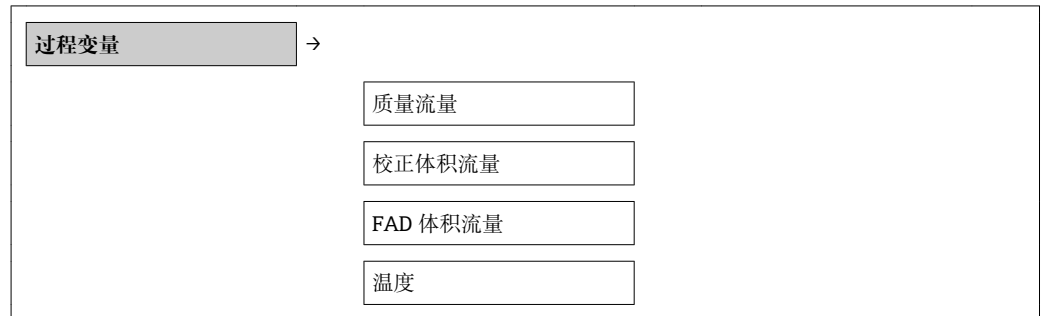 过程变量 →
质量流量
校正体积流量
FAD 体积流量
温度